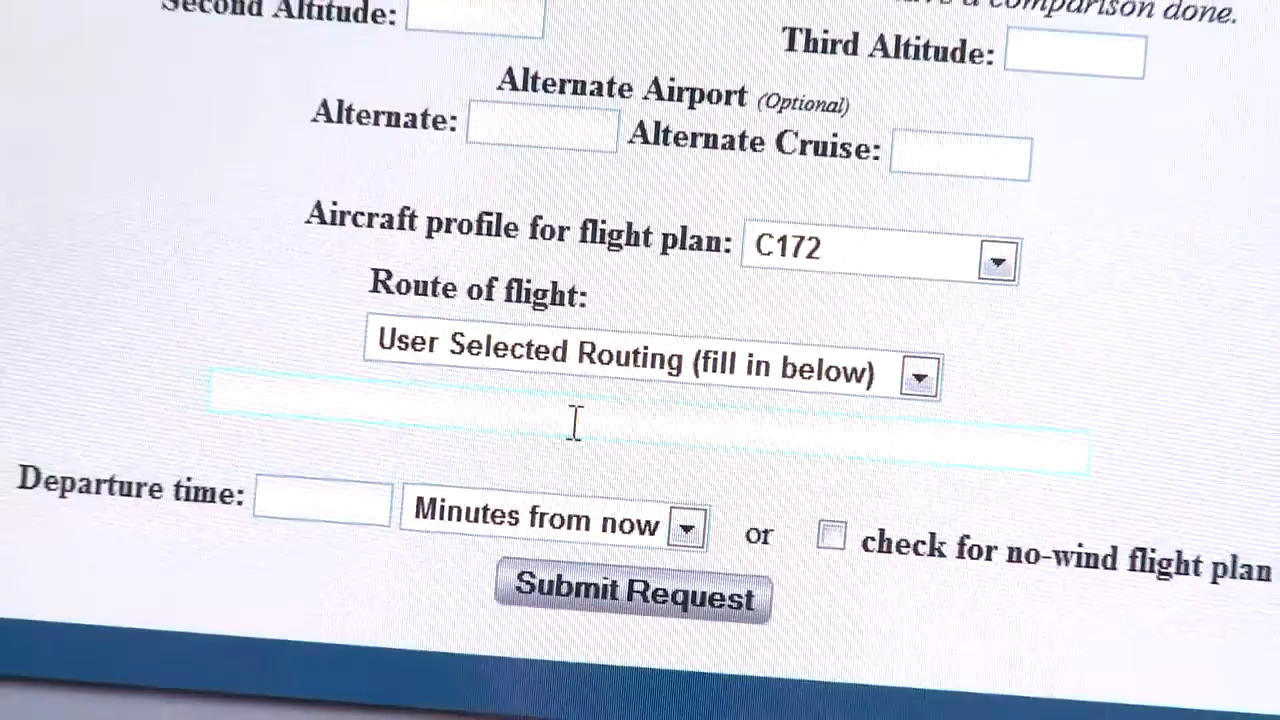 comparison done.
Second Altitude:
Third Altitude:
Alternate Airport (Optional)
Alternate: Alternate Cruise:
Aircraft profile for flight plan: C172
Route of flight:
User Selected Routing (fill in below)
Departure time: Minutes from now or check for no-wind flight plan
Submit Request